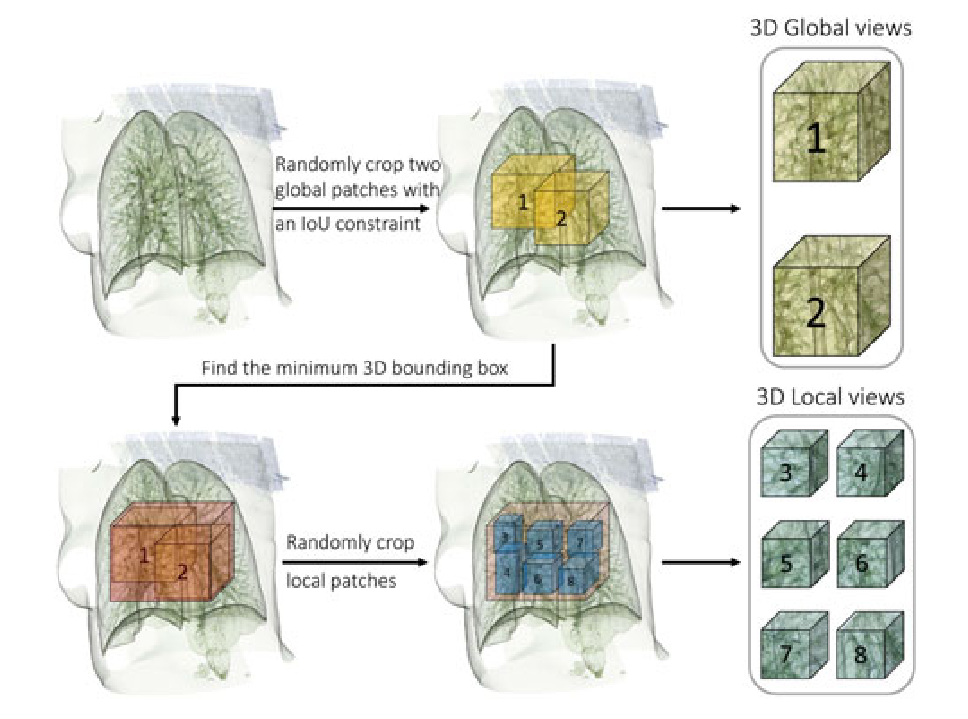 3D Global views
Randomly crop two
global patches with
an IoU constraint
1
2
1
2
Find the minimum 3D bounding box
3D Local views
1
2
Randomly crop
local patches
3
5
7
4
6
8
3
4
5
6
7
8